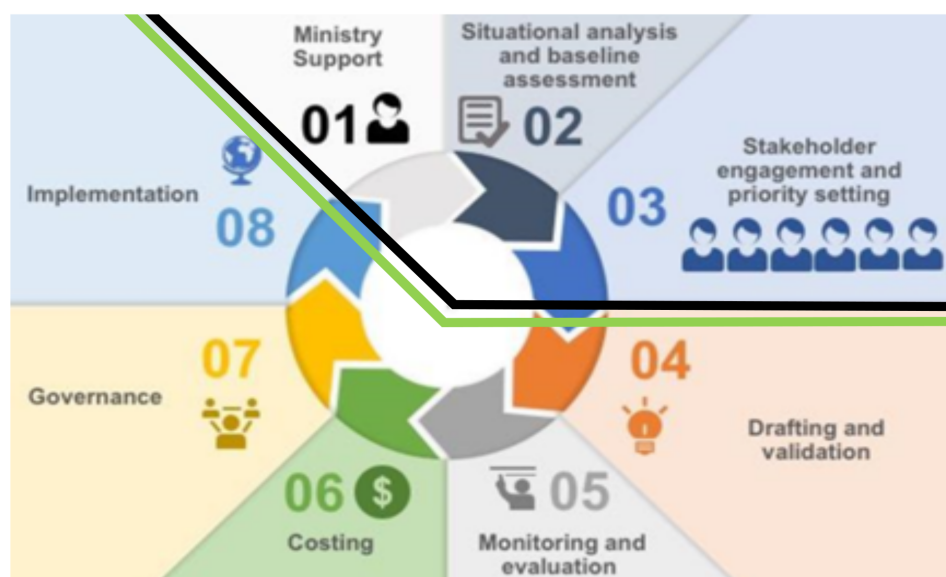 Ministry
Support
01
Situational analysis
and baseline
assessment
02
Stakeholder
engagement and
priority setting
03
04
Drafting and
validation
05
Monitoring and
evaluation
06
$
Costing
07
Governance
Implementation
08